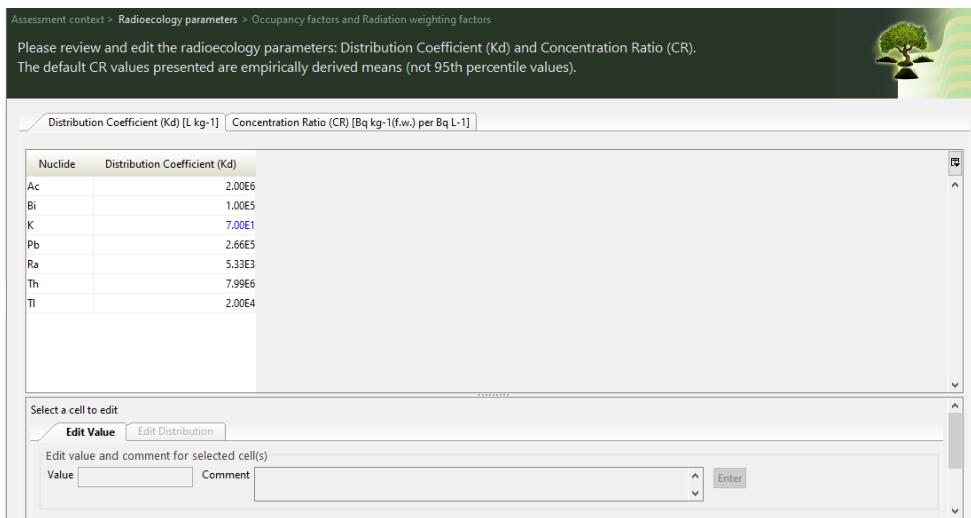 Assessment context > Radioecology parameters > Occupancy factors and Radiation weighting factors
Please review and edit the radioecology parameters: Distribution Coefficient (Kd) and Concentration Ratio (CR).
The default CR values presented are empirically derived means (not 95th percentile values).
Distribution Coefficient (Kd) [L kg-1] Concentration Ratio (CR) [Bq kg-1(f.w.) per Bq L-1]
Nuclide Distribution Coefficient (Kd)
Ac 2.00E6
Bi 1.00E5
K 7.00E1
Pb 2.66E5
Ra 5.33E3
Th 7.99E6
Tl 2.00E4
Select a cell to edit
Edit Value Edit Distribution
Edit value and comment for selected cell(s)
Value Comment Enter